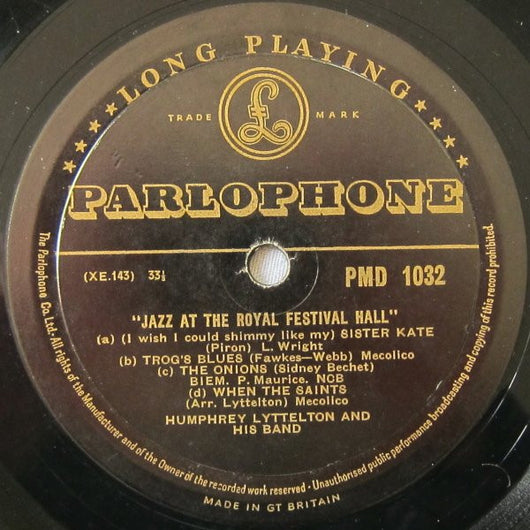 LONG PLAYING
TRADE MARK
£
PARLOPHONE
(XE.143) 33⅓
PMD 1032
"JAZZ AT THE ROYAL FESTIVAL HALL"
(a) (I wish I could shimmy like my) SISTER KATE
(Piron) L. Wright
(b) TROG'S BLUES (Fawkes—Webb) Mecolico
(c) THE ONIONS (Sidney Bechet)
BIEM. P. Maurice. NCB
(d) WHEN THE SAINTS
(Arr. Lyttelton) Mecolico
HUMPHREY LYTTELTON AND
HIS BAND
The Parlophone Co. Ltd. All rights of the Manufacturer and of the Owner of the recorded work reserved · Unauthorised public performance broadcasting and copying of this record prohibited.
MADE IN GT BRITAIN